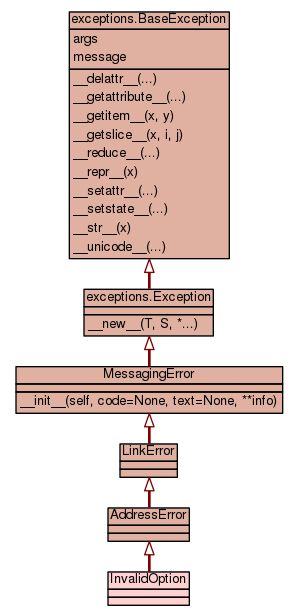 exceptions.BaseException
args
message
__delattr__(...)
__getattribute__(...)
__getitem__(x, y)
__getslice__(x, i, j)
__reduce__(...)
__repr__(x)
__setattr__(...)
__setstate__(...)
__str__(x)
__unicode__(...)
exceptions.Exception
__new__(T, S, *...)
MessagingError
__init__(self, code=None, text=None, **info)
LinkError
AddressError
InvalidOption